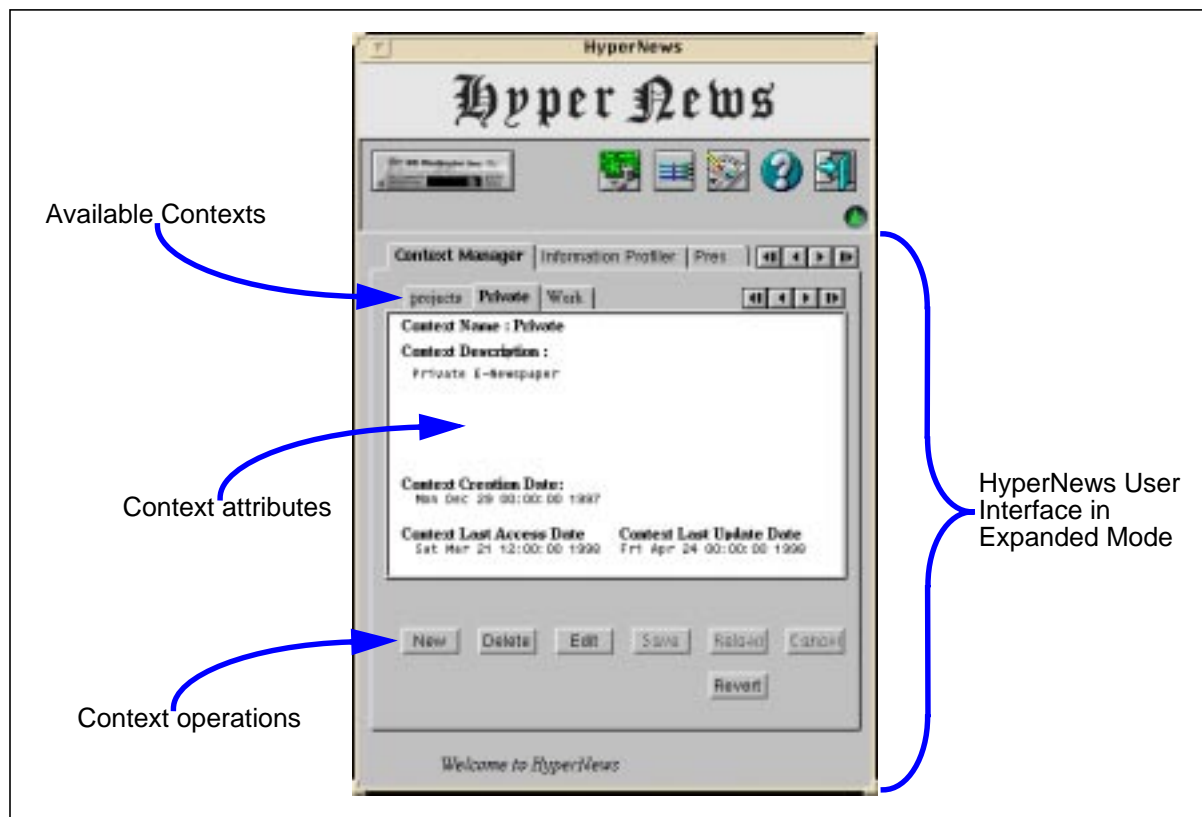 HyperNews
Hyper News
Available Contexts
Context Manager Information Profiler Pres
projects Private Work
Context Name : Private
Context Description :
Private E-Newspaper
Context attributes
Context Creation Date:
Mon Dec 29 00:00:00 1997
Context Last Access Date Context Last Update Date
Sat Mar 21 12:00:00 1998 Fri Apr 24 00:00:00 1998
HyperNews User
Interface in
Expanded Mode
Context operations
New Delete Edit Save Reload Cancel
Revert
Welcome to HyperNews